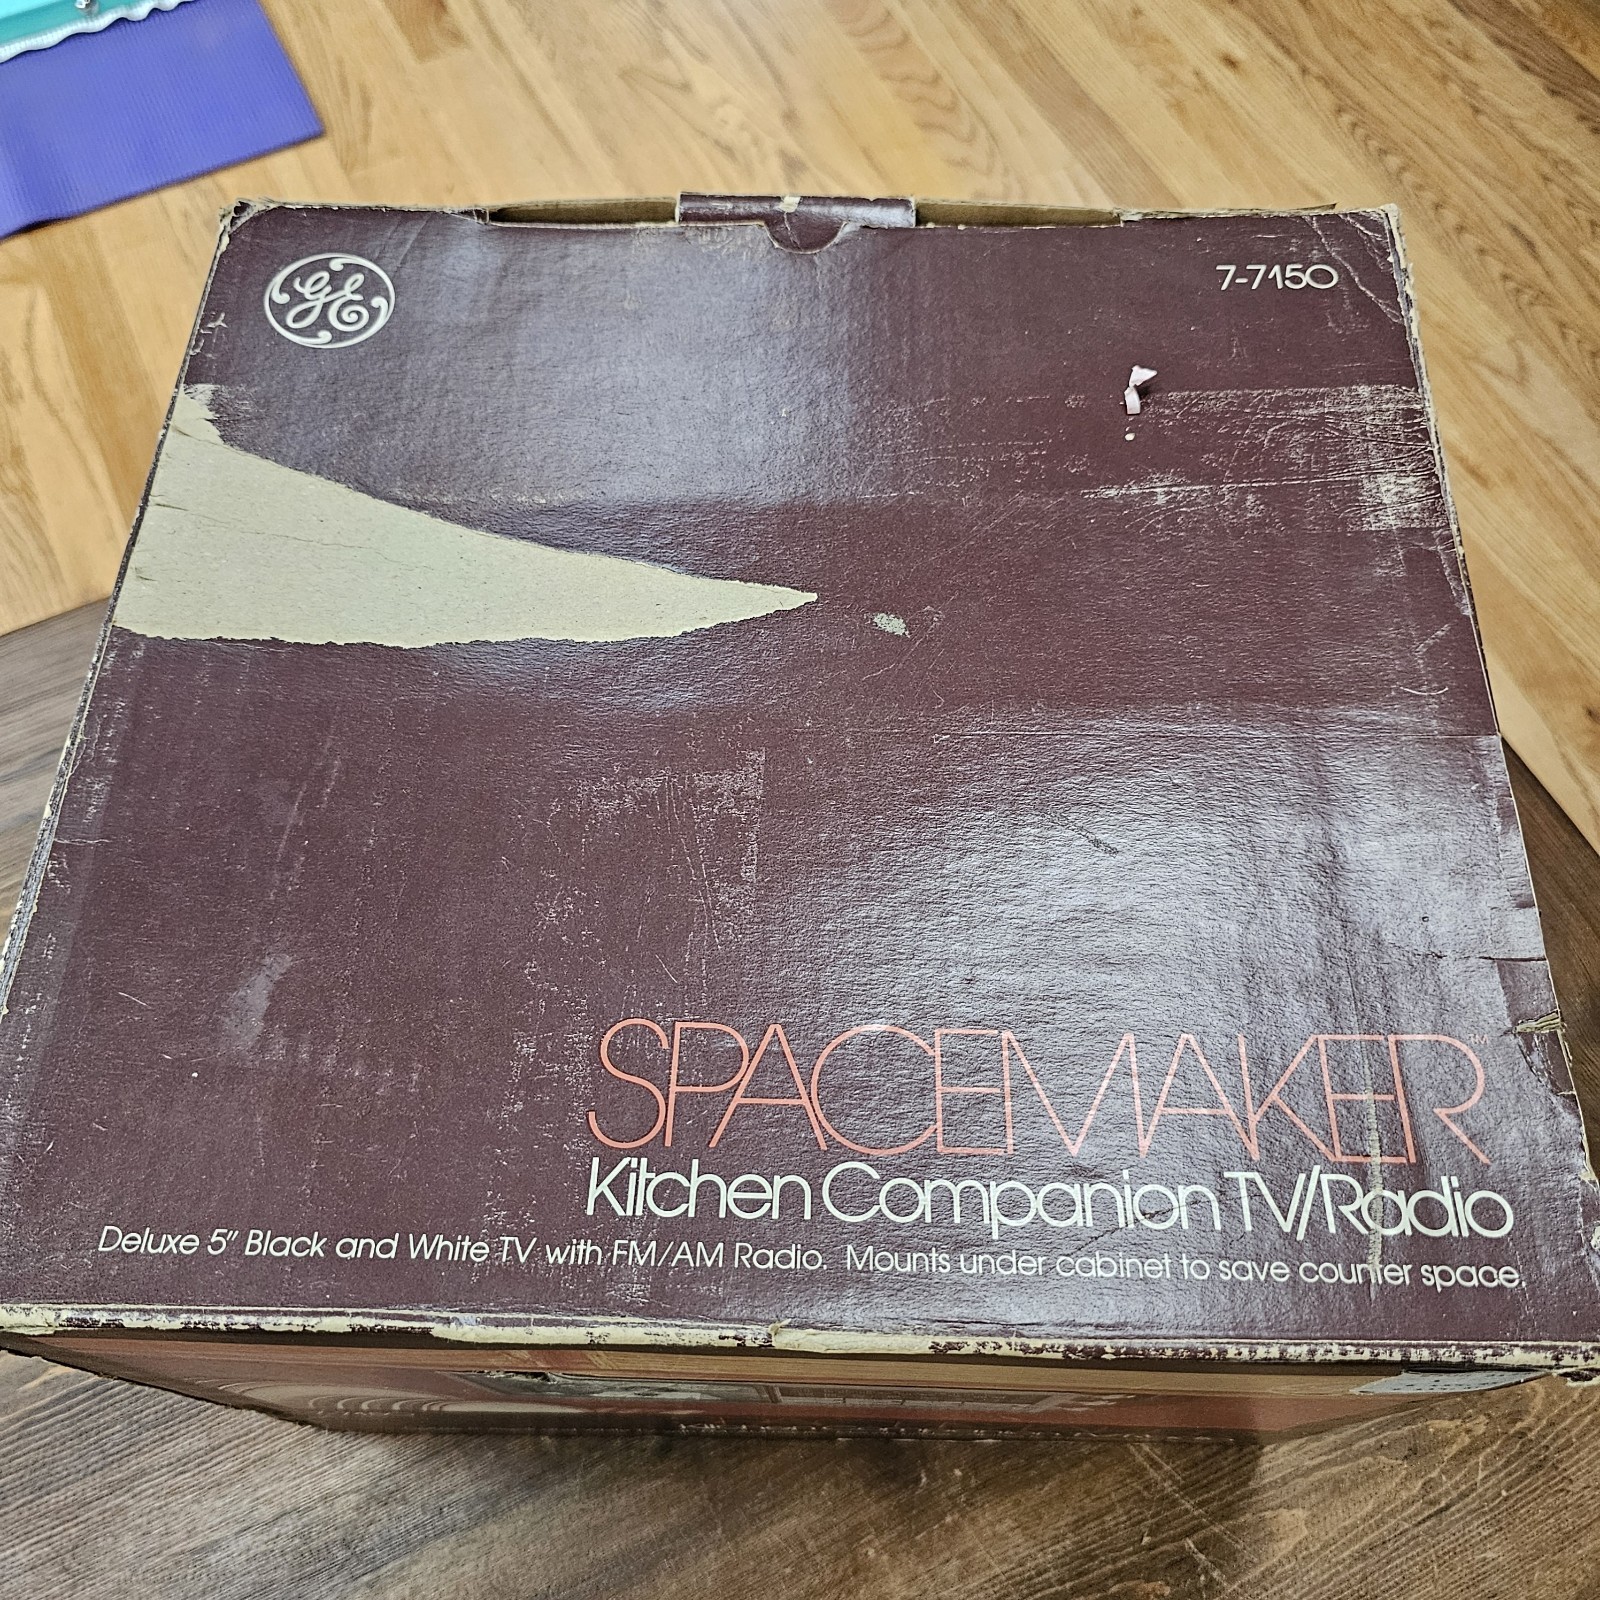 GE
7-7150
SPACEMAKER™
Kitchen Companion TV/Radio
Deluxe 5" Black and White TV with FM/AM Radio. Mounts under cabinet to save counter space.